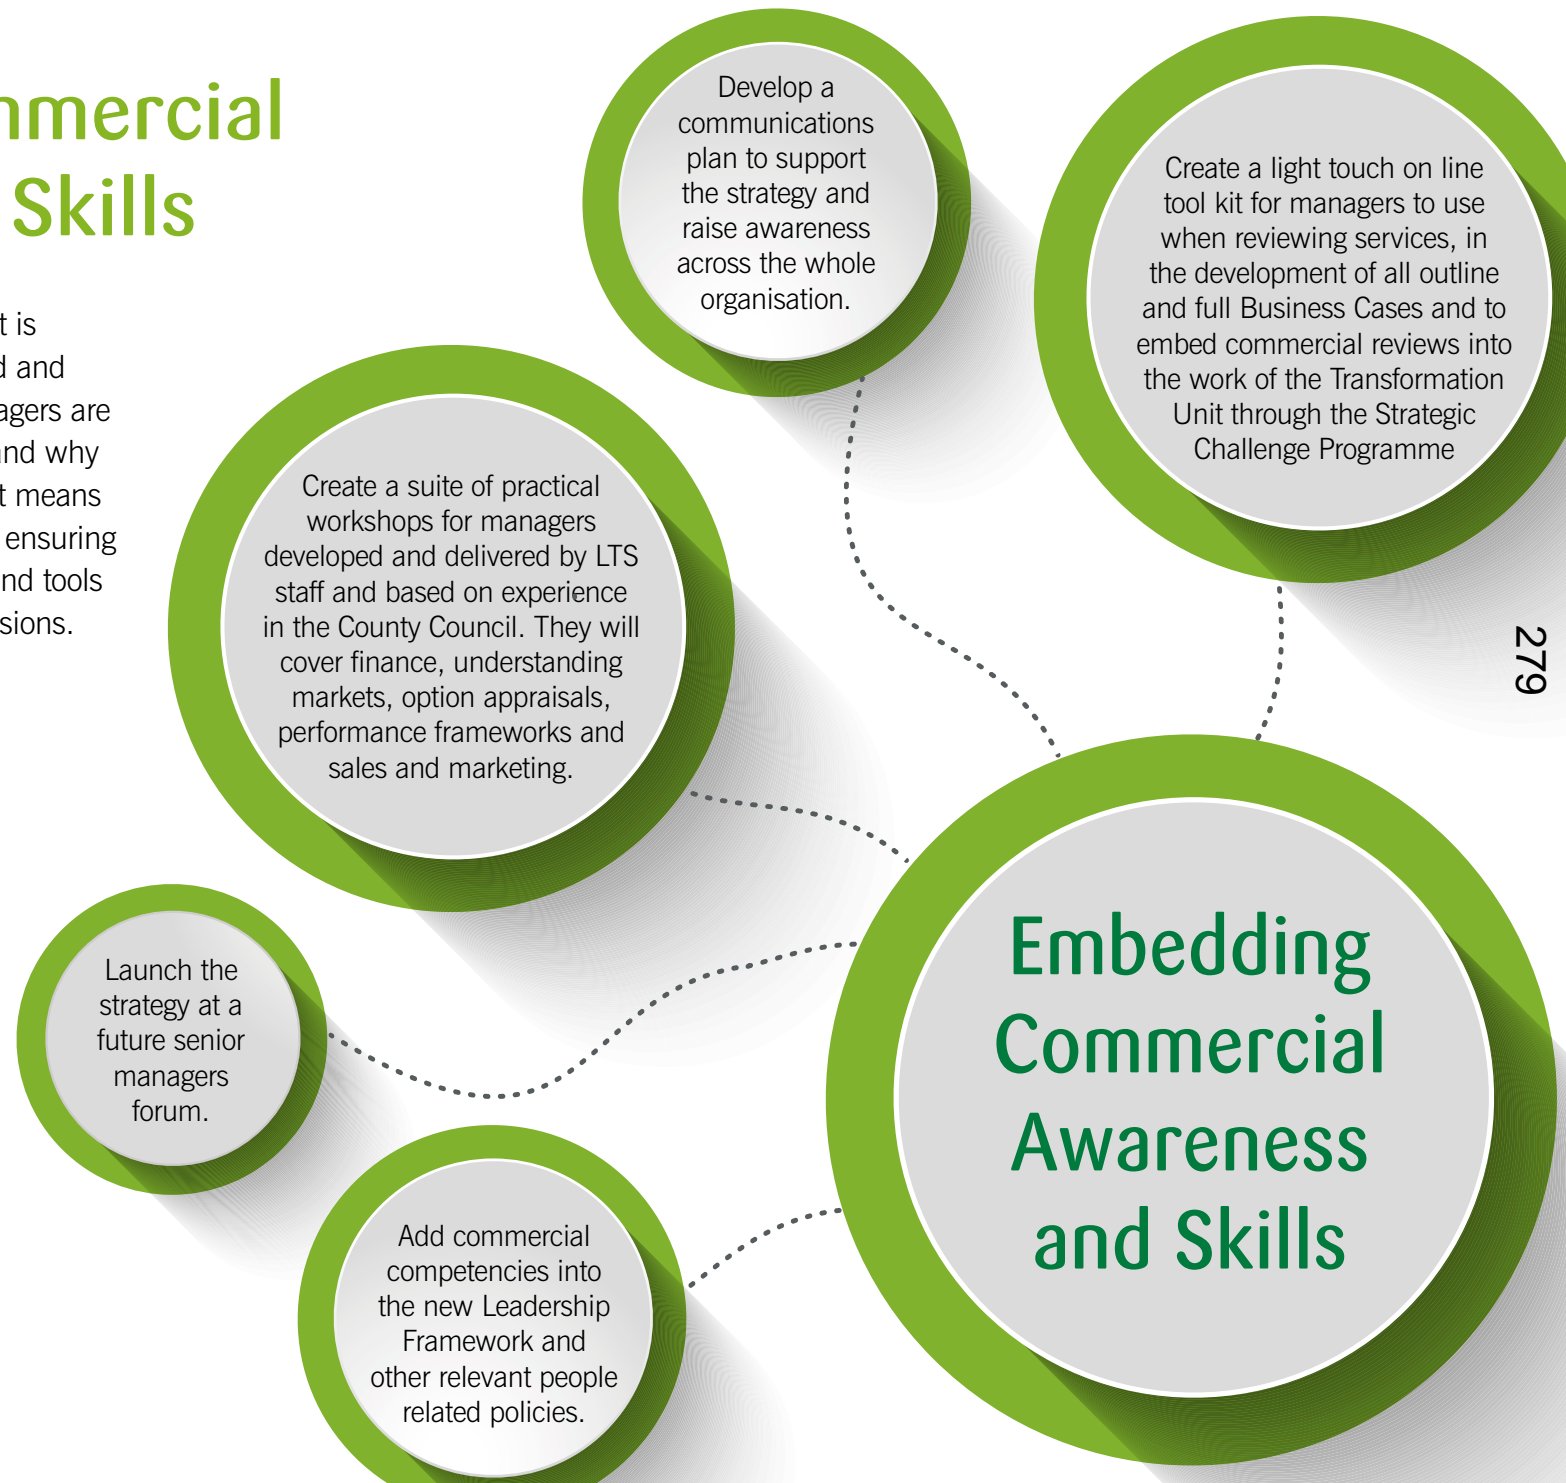 Skills
t is
and
are
and why
t means
ensuring
and tools
Develop a
communications
plan to support
the strategy and
raise awareness
across the whole
organisation.
Create a light touch on line
tool kit for managers to use
when reviewing services, in
the development of all outline
and full Business Cases and to
embed commercial reviews into
the work of the Transformation
Unit through the Strategic
Challenge Programme
Create a suite of practical
workshops for managers
developed and delivered by LTS
staff and based on experience
in the County Council. They will
cover finance, understanding
markets, option appraisals,
performance frameworks and
sales and marketing.
279
Launch the
strategy at a
future senior
managers
forum.
Add commercial
competencies into
the new Leadership
Framework and
other relevant people
related policies.
Embedding
Commercial
Awareness
and Skills